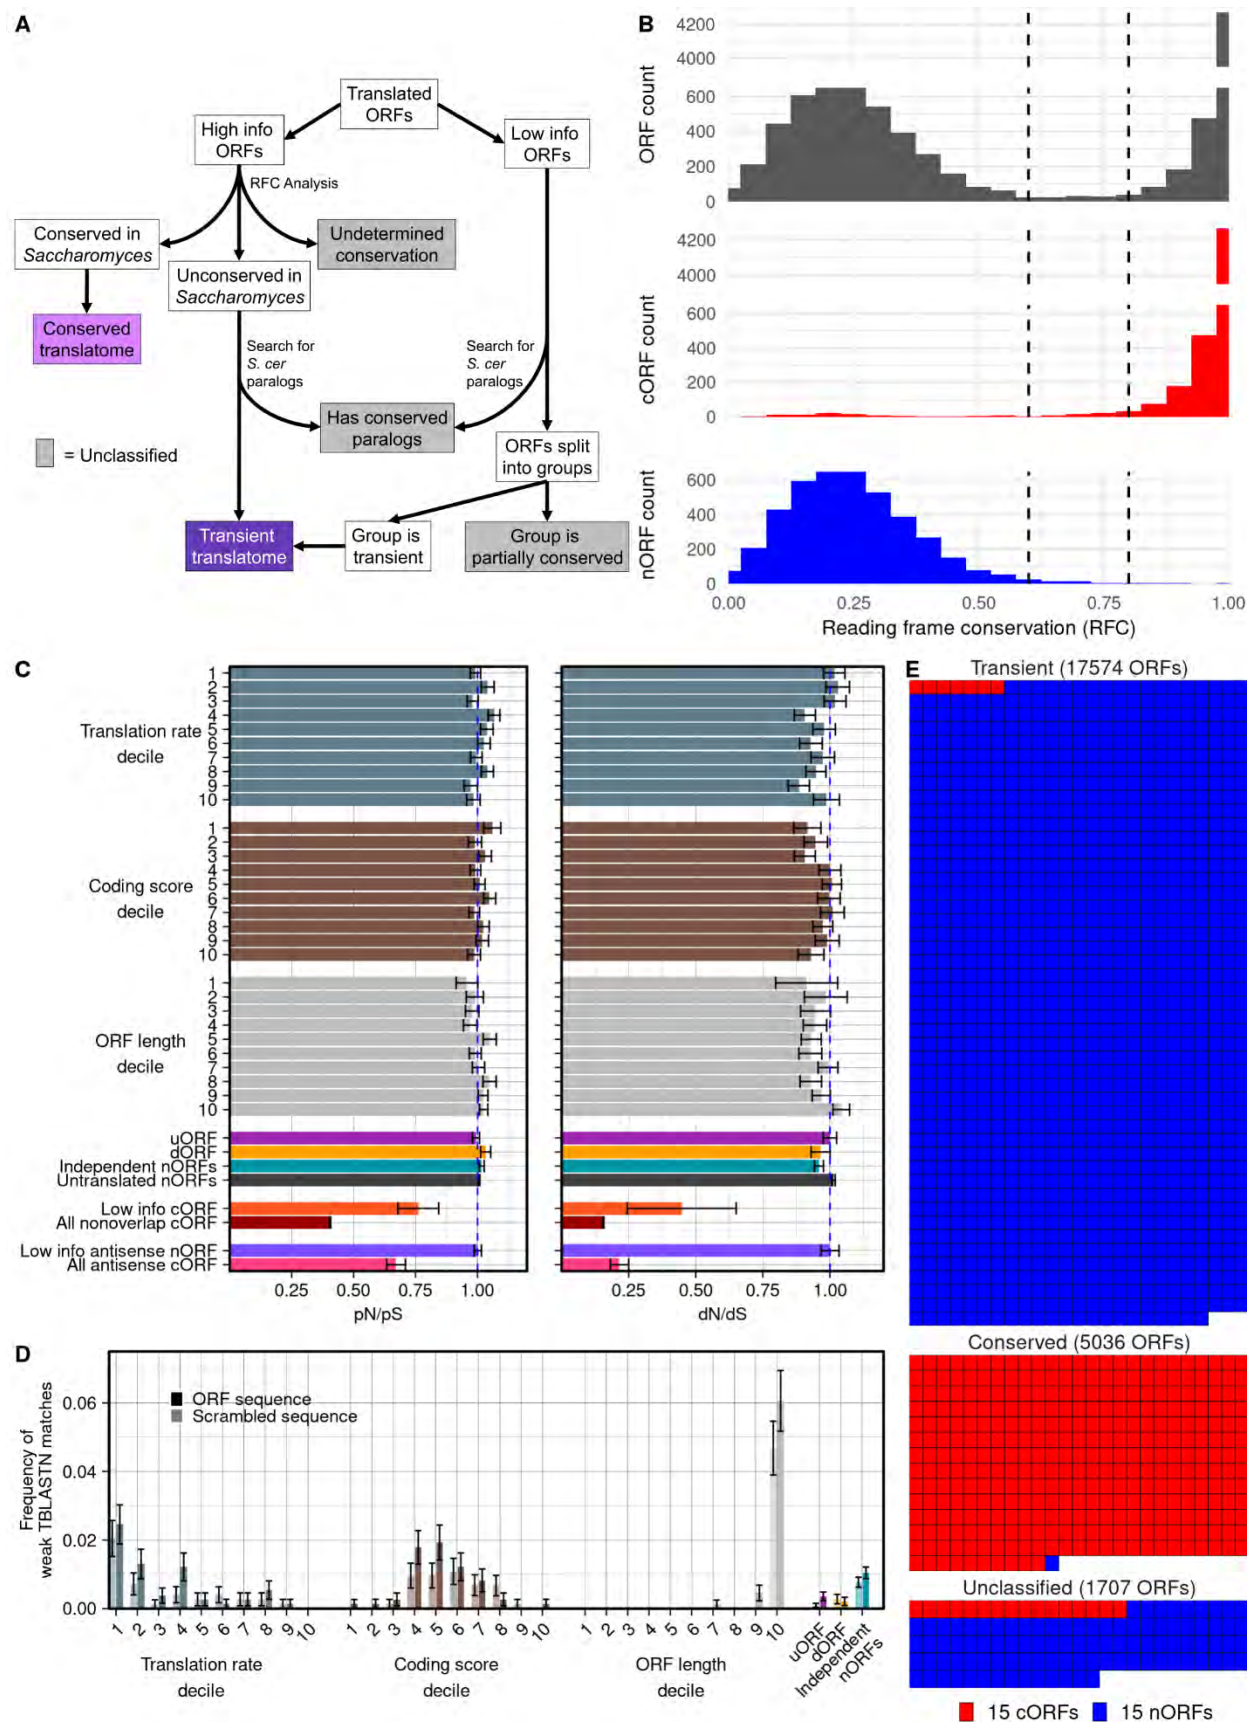 A
Translated
ORFs
High info
ORFs
Low info
ORFs
RFC Analysis
Conserved in
Saccharomyces
Undetermined
conservation
Unconserved in
Saccharomyces
Conserved
translatome
Search for
S. cer
paralogs
Search for
S. cer
paralogs
Has conserved
paralogs
= Unclassified
ORFs split
into groups
Transient
translatome
Group is
transient
Group is
partially conserved
B
ORF count
4200
4000
600
400
200
0
cORF count
4200
4000
600
400
200
0
nORF count
600
400
200
0
0.00 0.25 0.50 0.75 1.00
Reading frame conservation (RFC)
C
Translation rate
decile
1
2
3
4
5
6
7
8
9
10
Coding score
decile
1
2
3
4
5
6
7
8
9
10
ORF length
decile
1
2
3
4
5
6
7
8
9
10
uORF
dORF
Independent nORFs
Untranslated nORFs
Low info cORF
All nonoverlap cORF
Low info antisense nORF
All antisense cORF
0.25 0.50 0.75 1.00
pN/pS
0.25 0.50 0.75 1.00
dN/dS
D
Frequency of
weak TBLASTN matches
0.06
0.04
0.02
0.00
ORF sequence
Scrambled sequence
1 2 3 4 5 6 7 8 9 10
Translation rate
decile
1 2 3 4 5 6 7 8 9 10
Coding score
decile
1 2 3 4 5 6 7 8 9 10
ORF length
decile
uORF
dORF
Independent
nORFs
E
Transient (17574 ORFs)
Conserved (5036 ORFs)
Unclassified (1707 ORFs)
15 cORFs 15 nORFs